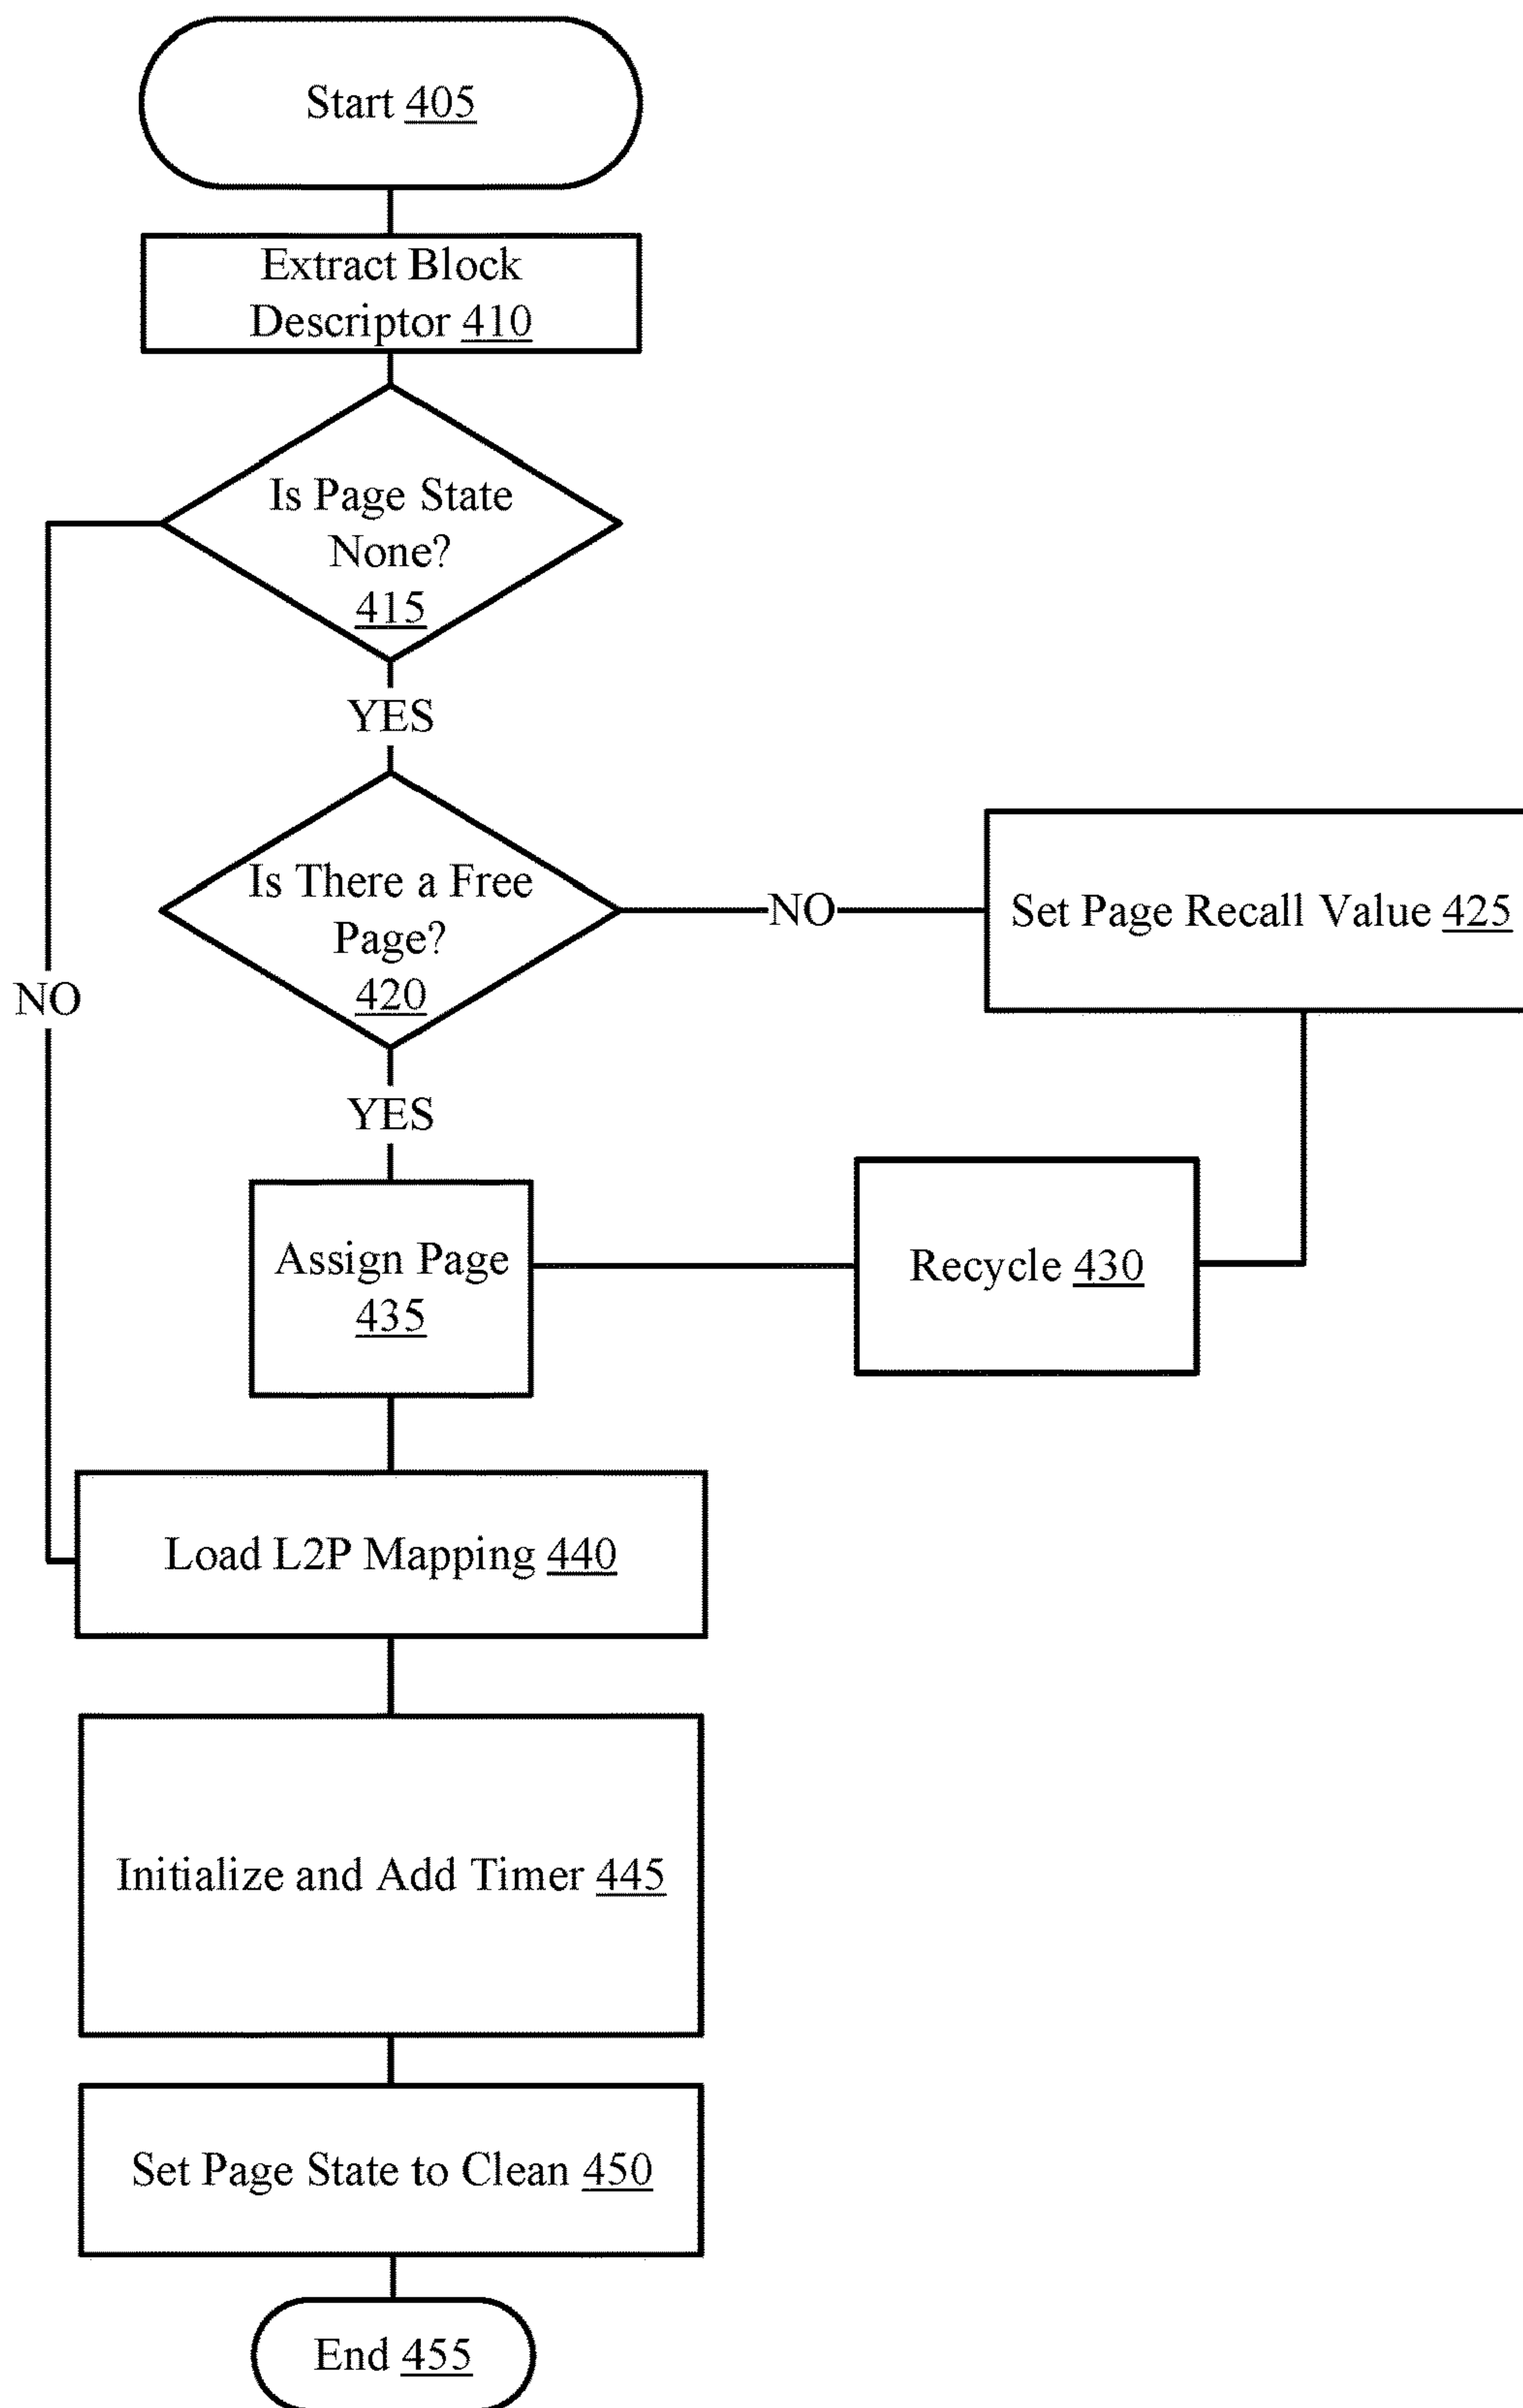 Start 405
Extract Block
Descriptor 410
Is Page State
None?
415
YES
Is There a Free
Page?
420
NO
Set Page Recall Value 425
NO
YES
Assign Page
435
Recycle 430
Load L2P Mapping 440
Initialize and Add Timer 445
Set Page State to Clean 450
End 455